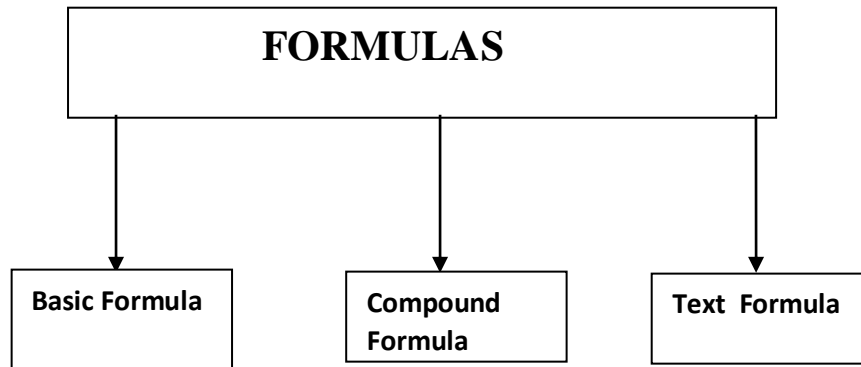 FORMULAS
Basic Formula
Compound
Formula
Text  Formula